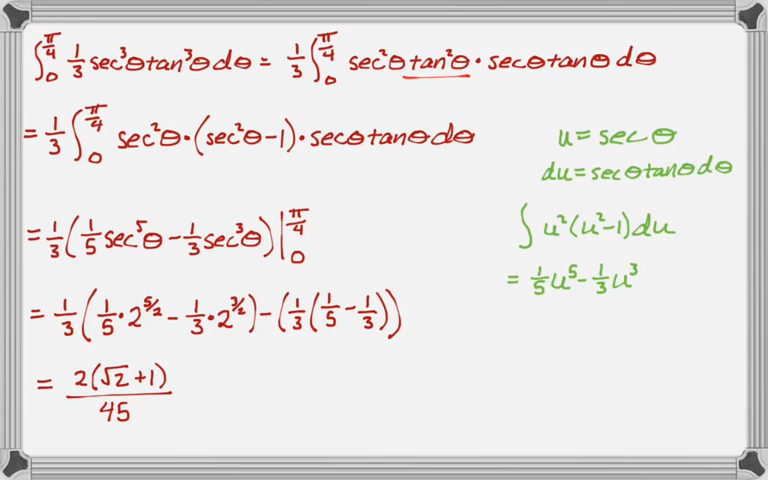 ∫₀^(π/4) 1/3 sec³θ tan³θ dθ = 1/3 ∫₀^(π/4) sec²θ tan²θ · secθ tanθ dθ
= 1/3 ∫₀^(π/4) sec²θ · (sec²θ - 1) · secθ tanθ dθ
u = sec θ
du = secθ tanθ dθ
∫ u²(u² - 1) du
= 1/5 u⁵ - 1/3 u³
= 1/3 (1/5 sec⁵θ - 1/3 sec³θ) |₀^(π/4)
= 1/3 (1/5 · 2^(5/2) - 1/3 · 2^(3/2)) - (1/3 (1/5 - 1/3))
= 2(√2 + 1)/45